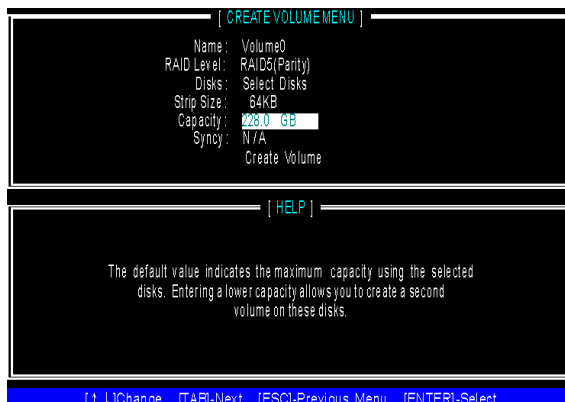 [ CREATE VOLUME MENU ]
Name : Volume0
RAID Level : RAID5(Parity)
Disks : Select Disks
Strip Size : 64KB
Capacity : 228.0 GB
Syncy : N/A
Create Volume
[ HELP ]
The default value indicates the maximum capacity using the selected
disks. Entering a lower capacity allows you to create a second
volume on these disks.
[↑↓]Change [TAB]-Next [ESC]-Previous Menu [ENTER]-Select